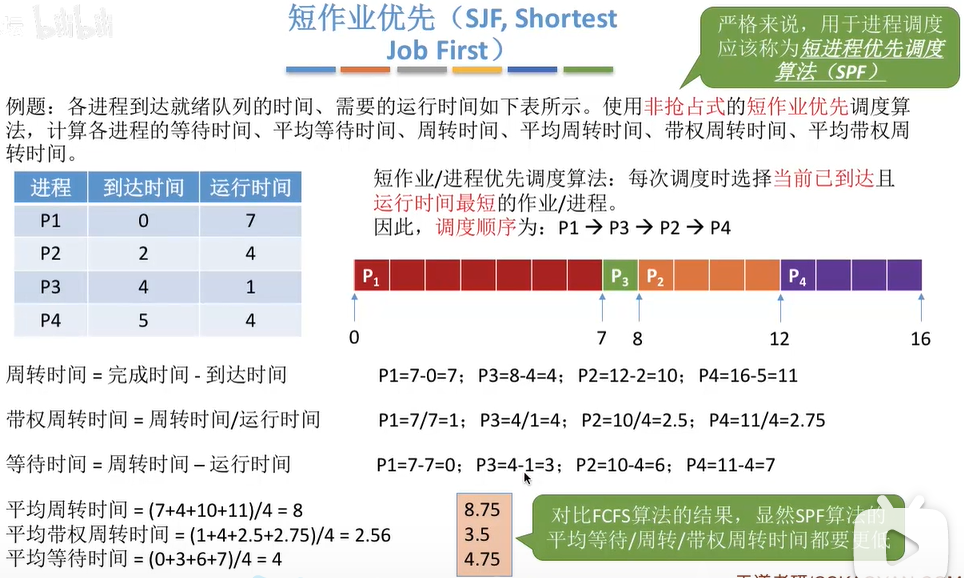 短作业优先（SJF, Shortest
Job First）
严格来说，用于进程调度
应该称为短进程优先调度
算法（SPF）
例题：各进程到达就绪队列的时间、需要的运行时间如下表所示。使用非抢占式的短作业优先调度算
法，计算各进程的等待时间、平均等待时间、周转时间、平均周转时间、带权周转时间、平均带权周
转时间。
进程 到达时间 运行时间
P1 0 7
P2 2 4
P3 4 1
P4 5 4
短作业/进程优先调度算法：每次调度时选择当前已到达且
运行时间最短的作业/进程。
因此，调度顺序为：P1 → P3 → P2 → P4
P1 P3 P2 P4
0 7 8 12 16
周转时间 = 完成时间 - 到达时间 P1=7-0=7；P3=8-4=4；P2=12-2=10；P4=16-5=11
带权周转时间 = 周转时间/运行时间 P1=7/7=1；P3=4/1=4；P2=10/4=2.5；P4=11/4=2.75
等待时间 = 周转时间 – 运行时间 P1=7-7=0；P3=4-1=3；P2=10-4=6；P4=11-4=7
平均周转时间 = (7+4+10+11)/4 = 8
平均带权周转时间 = (1+4+2.5+2.75)/4 = 2.56
平均等待时间 = (0+3+6+7)/4 = 4
8.75
3.5
4.75
对比FCFS算法的结果，显然SPF算法的
平均等待/周转/带权周转时间都要更低